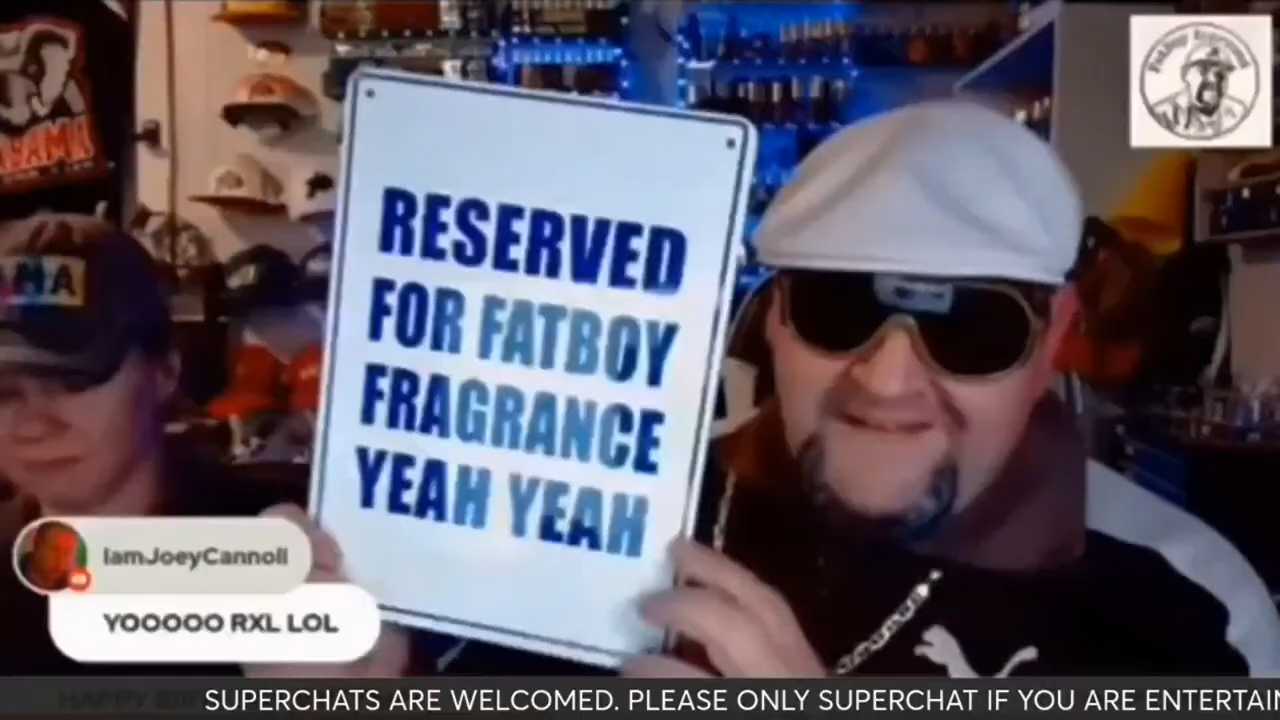 RESERVED
FOR FATBOY
FRAGRANCE
YEAH YEAH
IamJoeyCannoli
YOOOOO RXL LOL
SUPERCHATS ARE WELCOMED. PLEASE ONLY SUPERCHAT IF YOU ARE ENTERTAI